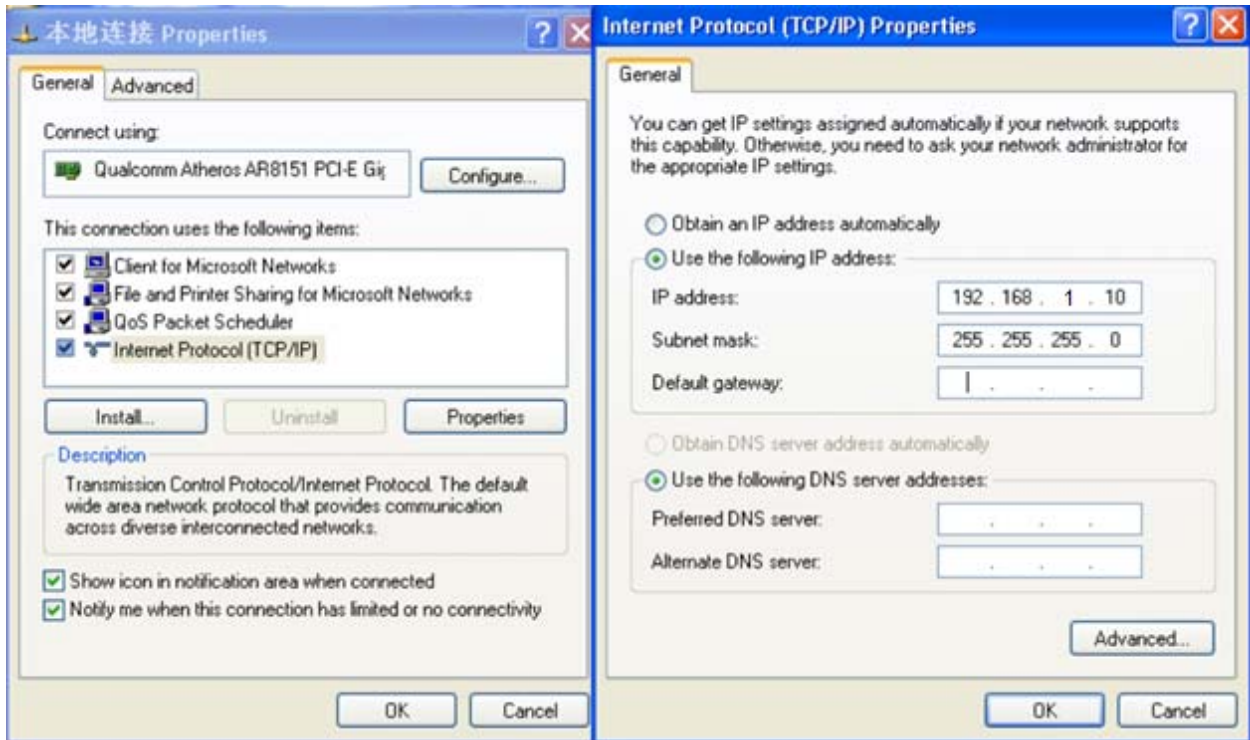 本地连接 Properties
General
Advanced
Connect using:
Qualcomm Atheros AR8151 PCI-E Gig
Configure...
This connection uses the following items:
Client for Microsoft Networks
File and Printer Sharing for Microsoft Networks
QoS Packet Scheduler
Internet Protocol (TCP/IP)
Install...
Uninstall
Properties
Description
Transmission Control Protocol/Internet Protocol. The default
wide area network protocol that provides communication
across diverse interconnected networks.
Show icon in notification area when connected
Notify me when this connection has limited or no connectivity
OK
Cancel
Internet Protocol (TCP/IP) Properties
General
You can get IP settings assigned automatically if your network supports
this capability. Otherwise, you need to ask your network administrator for
the appropriate IP settings.
Obtain an IP address automatically
Use the following IP address:
IP address:
192 . 168 . 1 . 10
Subnet mask:
255 . 255 . 255 . 0
Default gateway:
. . .
Obtain DNS server address automatically
Use the following DNS server addresses:
Preferred DNS server:
. . .
Alternate DNS server:
. . .
Advanced...
OK
Cancel